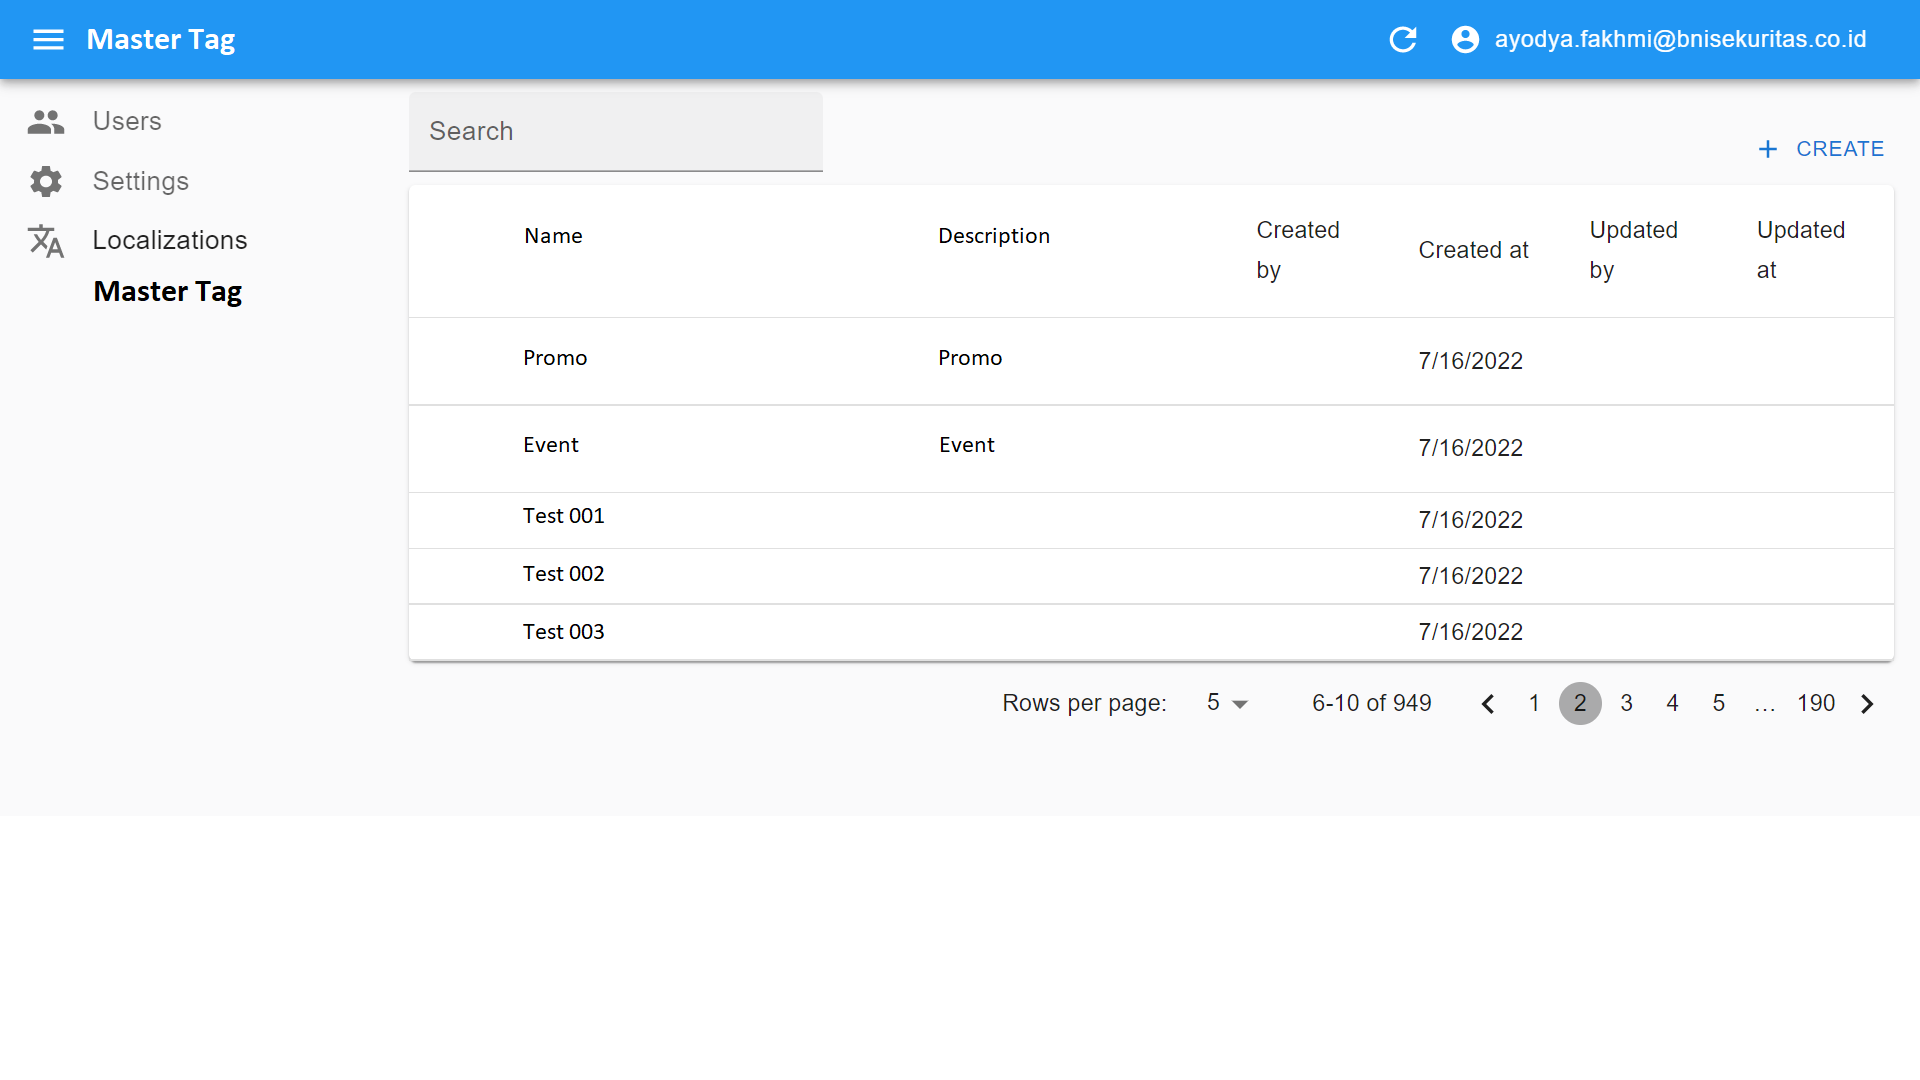 Master Tag
ayodya.fakhmi@bnisekuritas.co.id
Users
Settings
Localizations
Master Tag
Search
CREATE
Name Description Created by Created at Updated by Updated at
Promo Promo 7/16/2022
Event Event 7/16/2022
Test 001 7/16/2022
Test 002 7/16/2022
Test 003 7/16/2022
Rows per page: 5 6-10 of 949 1 2 3 4 5 ... 190